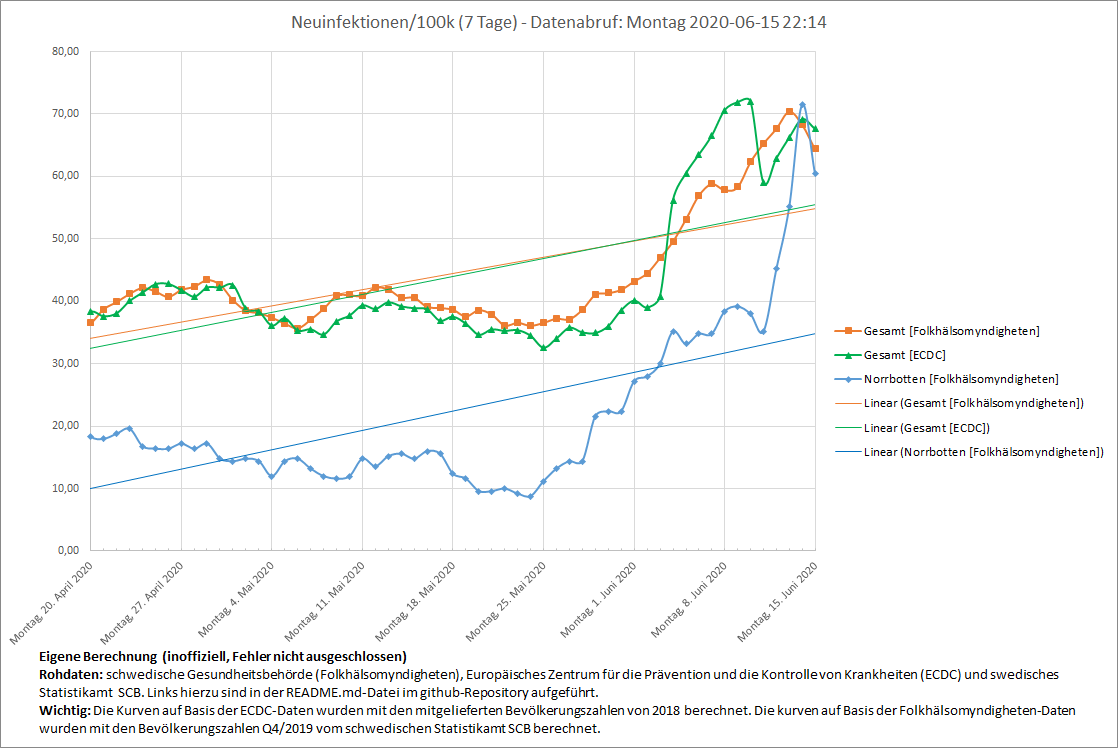 Neuinfektionen/100k (7 Tage) - Datenabruf: Montag 2020-06-15 22:14
80,00
70,00
60,00
50,00
40,00
30,00
20,00
10,00
0,00
Montag, 20. April 2020
Montag, 27. April 2020
Montag, 4. Mai 2020
Montag, 11. Mai 2020
Montag, 18. Mai 2020
Montag, 25. Mai 2020
Montag, 1. Juni 2020
Montag, 8. Juni 2020
Montag, 15. Juni 2020
Gesamt [Folkhälsomyndigheten]
Gesamt [ECDC]
Norrbotten [Folkhälsomyndigheten]
Linear (Gesamt [Folkhälsomyndigheten])
Linear (Gesamt [ECDC])
Linear (Norrbotten [Folkhälsomyndigheten])
Eigene Berechnung (inoffiziell, Fehler nicht ausgeschlossen)
Rohdaten: schwedische Gesundheitsbehörde (Folkhälsomyndigheten), Europäisches Zentrum für die Prävention und die Kontrolle von Krankheiten (ECDC) und swedisches
Statistikamt SCB. Links hierzu sind in der README.md-Datei im github-Repository aufgeführt.
Wichtig: Die Kurven auf Basis der ECDC-Daten wurden mit den mitgelieferten Bevölkerungszahlen von 2018 berechnet. Die kurven auf Basis der Folkhälsomyndigheten-Daten
wurden mit den Bevölkerungszahlen Q4/2019 vom schwedischen Statistikamt SCB berechnet.